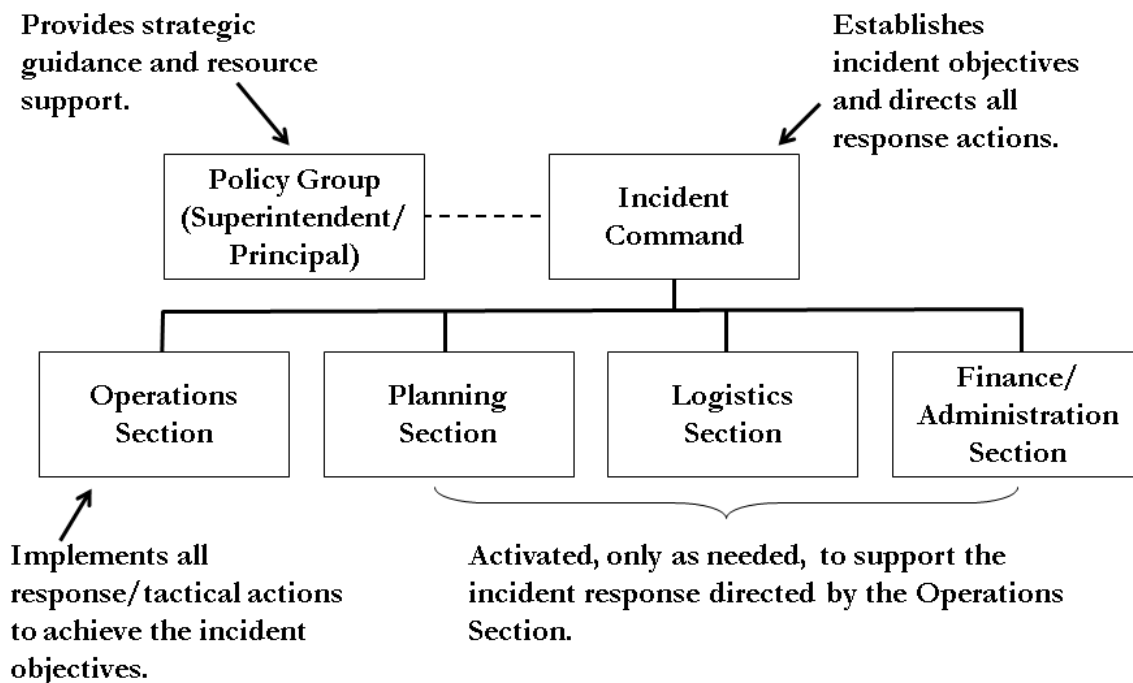 Provides strategic
guidance and resource
support.
Establishes
incident objectives
and directs all
response actions.
Policy Group
(Superintendent/
Principal)
Incident
Command
Operations
Section
Planning
Section
Logistics
Section
Finance/
Administration
Section
Implements all
response/tactical actions
to achieve the incident
objectives.
Activated, only as needed, to support the
incident response directed by the Operations
Section.